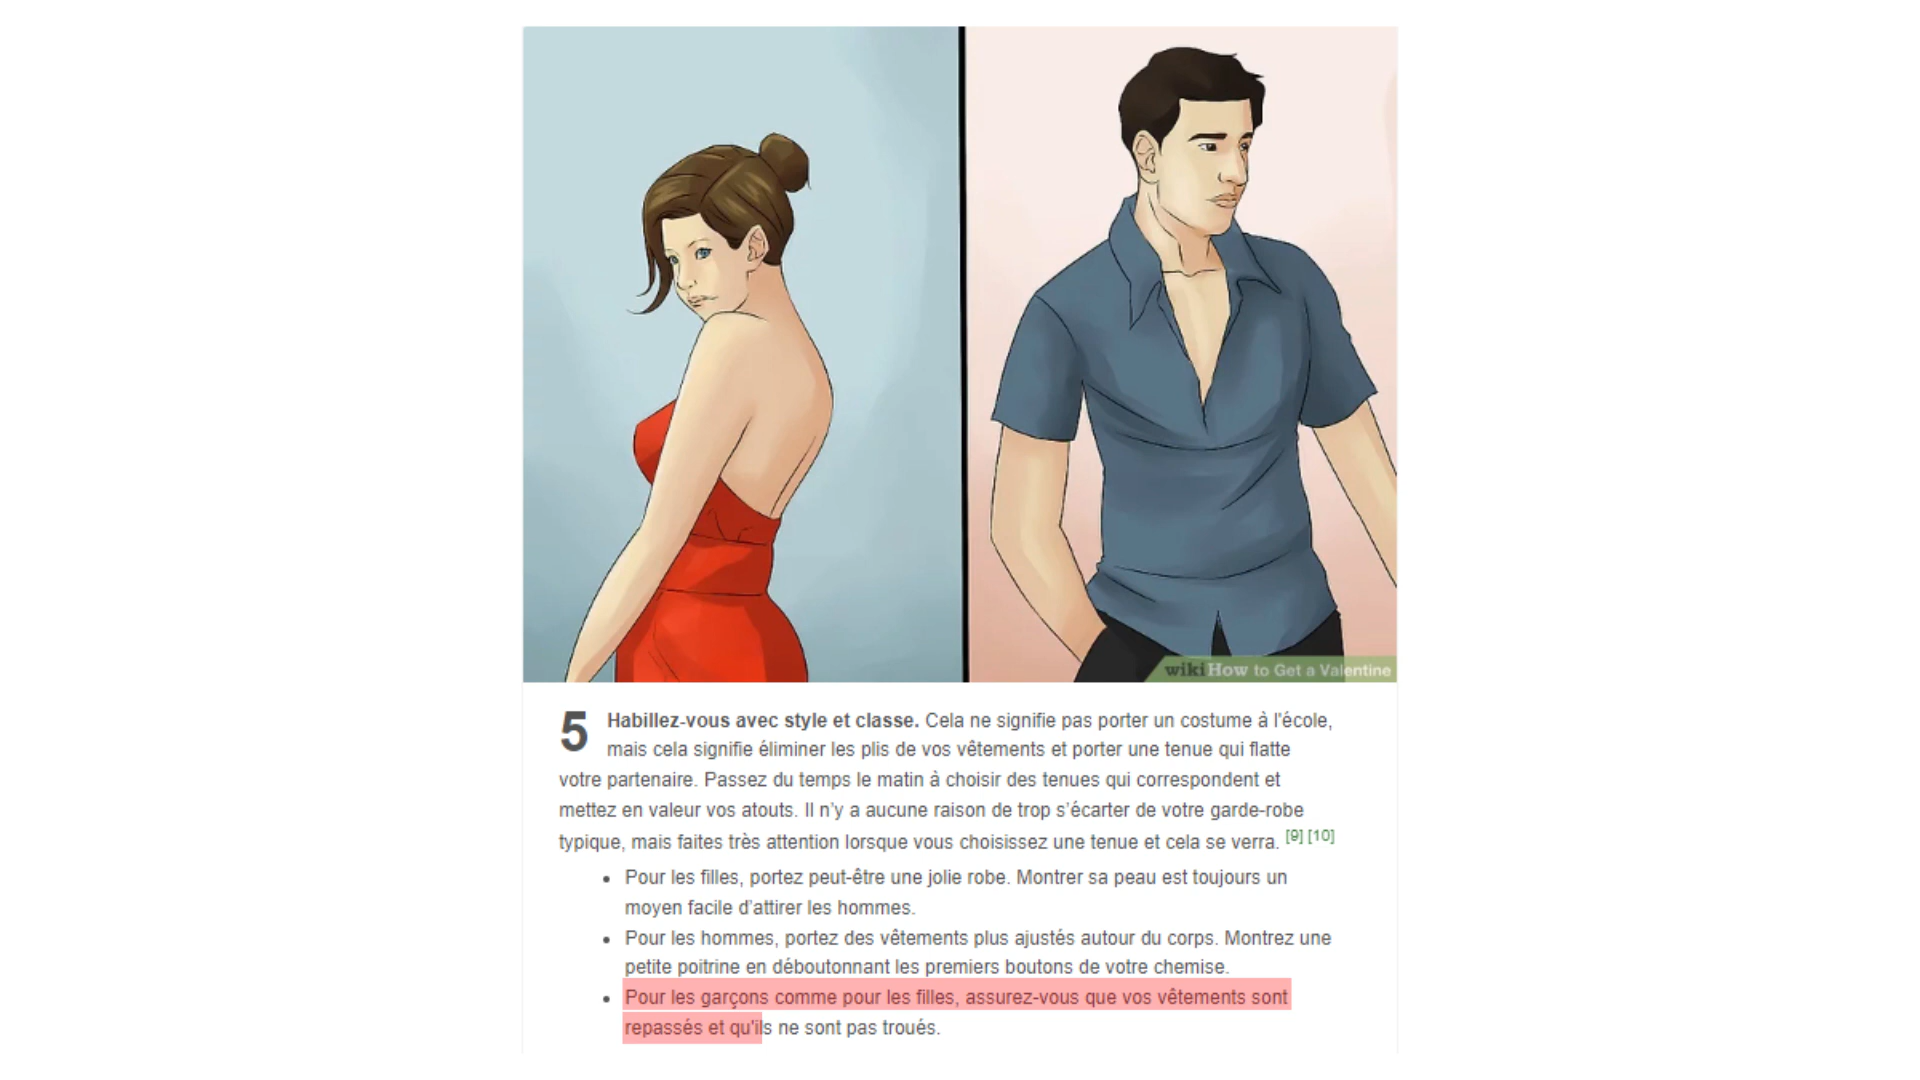 wikiHow to Get a Valentine
5 Habillez-vous avec style et classe. Cela ne signifie pas porter un costume à l'école,
mais cela signifie éliminer les plis de vos vêtements et porter une tenue qui flatte
votre partenaire. Passez du temps le matin à choisir des tenues qui correspondent et
mettez en valeur vos atouts. Il n’y a aucune raison de trop s’écarter de votre garde-robe
typique, mais faites très attention lorsque vous choisissez une tenue et cela se verra. [9] [10]
• Pour les filles, portez peut-être une jolie robe. Montrer sa peau est toujours un
moyen facile d’attirer les hommes.
• Pour les hommes, portez des vêtements plus ajustés autour du corps. Montrez une
petite poitrine en déboutonnant les premiers boutons de votre chemise.
• Pour les garçons comme pour les filles, assurez-vous que vos vêtements sont
repassés et qu'ils ne sont pas troués.